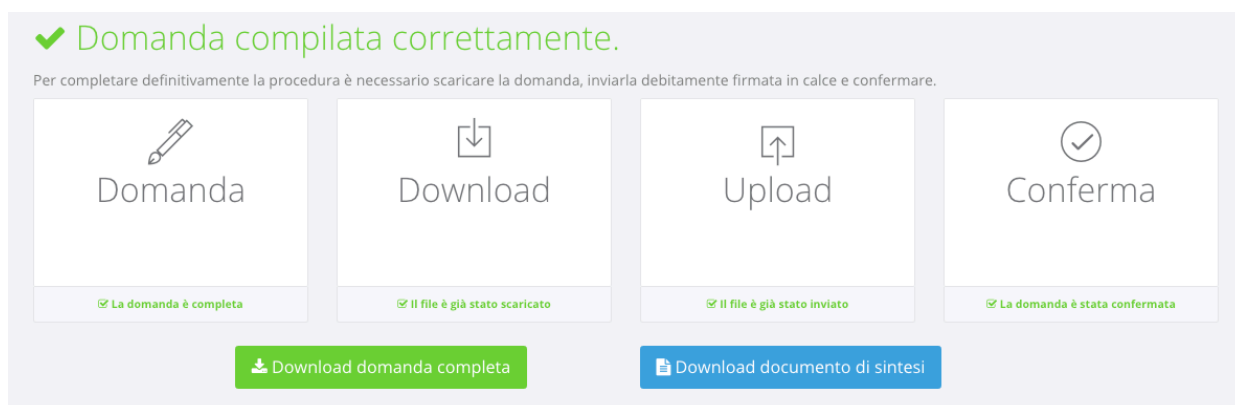 Domanda compilata correttamente.
Per completare definitivamente la procedura è necessario scaricare la domanda, inviarla debitamente firmata in calce e confermare.
Domanda
Download
Upload
Conferma
La domanda è completa
Il file è già stato scaricato
Il file è già stato inviato
La domanda è stata confermata
Download domanda completa
Download documento di sintesi